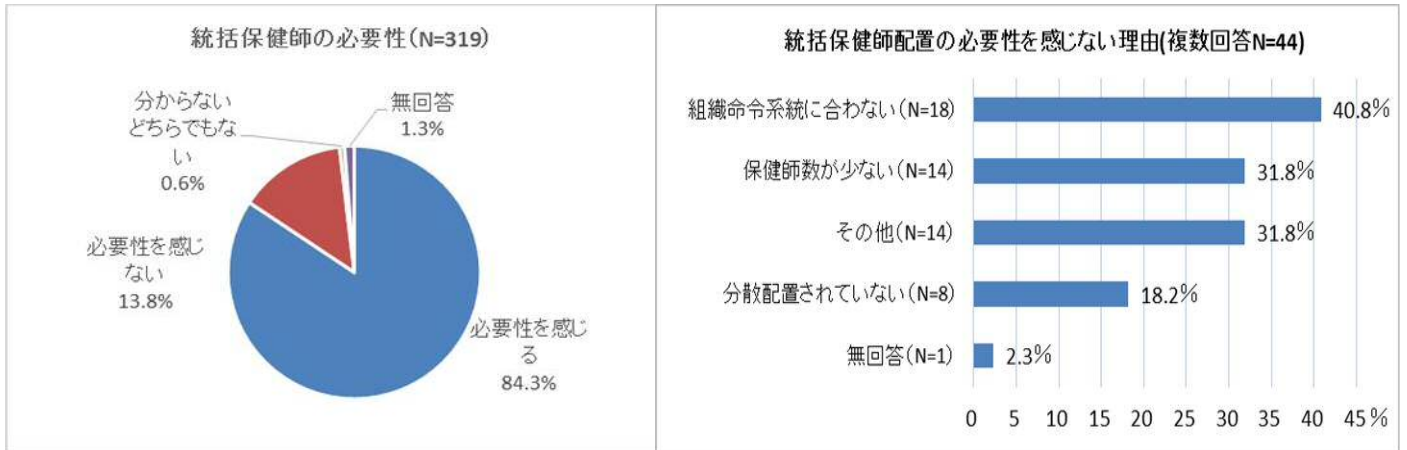 統括保健師の必要性(N=319)
分からない
どちらでもな
い
0.6%
無回答
1.3%
必要性を感じ
ない
13.8%
必要性を感じ
る
84.3%
統括保健師配置の必要性を感じない理由(複数回答N=44)
組織命令系統に合わない(N=18)
40.8%
保健師数が少ない(N=14)
31.8%
その他(N=14)
31.8%
分散配置されていない(N=8)
18.2%
無回答(N=1)
2.3%
0 5 10 15 20 25 30 35 40 45%